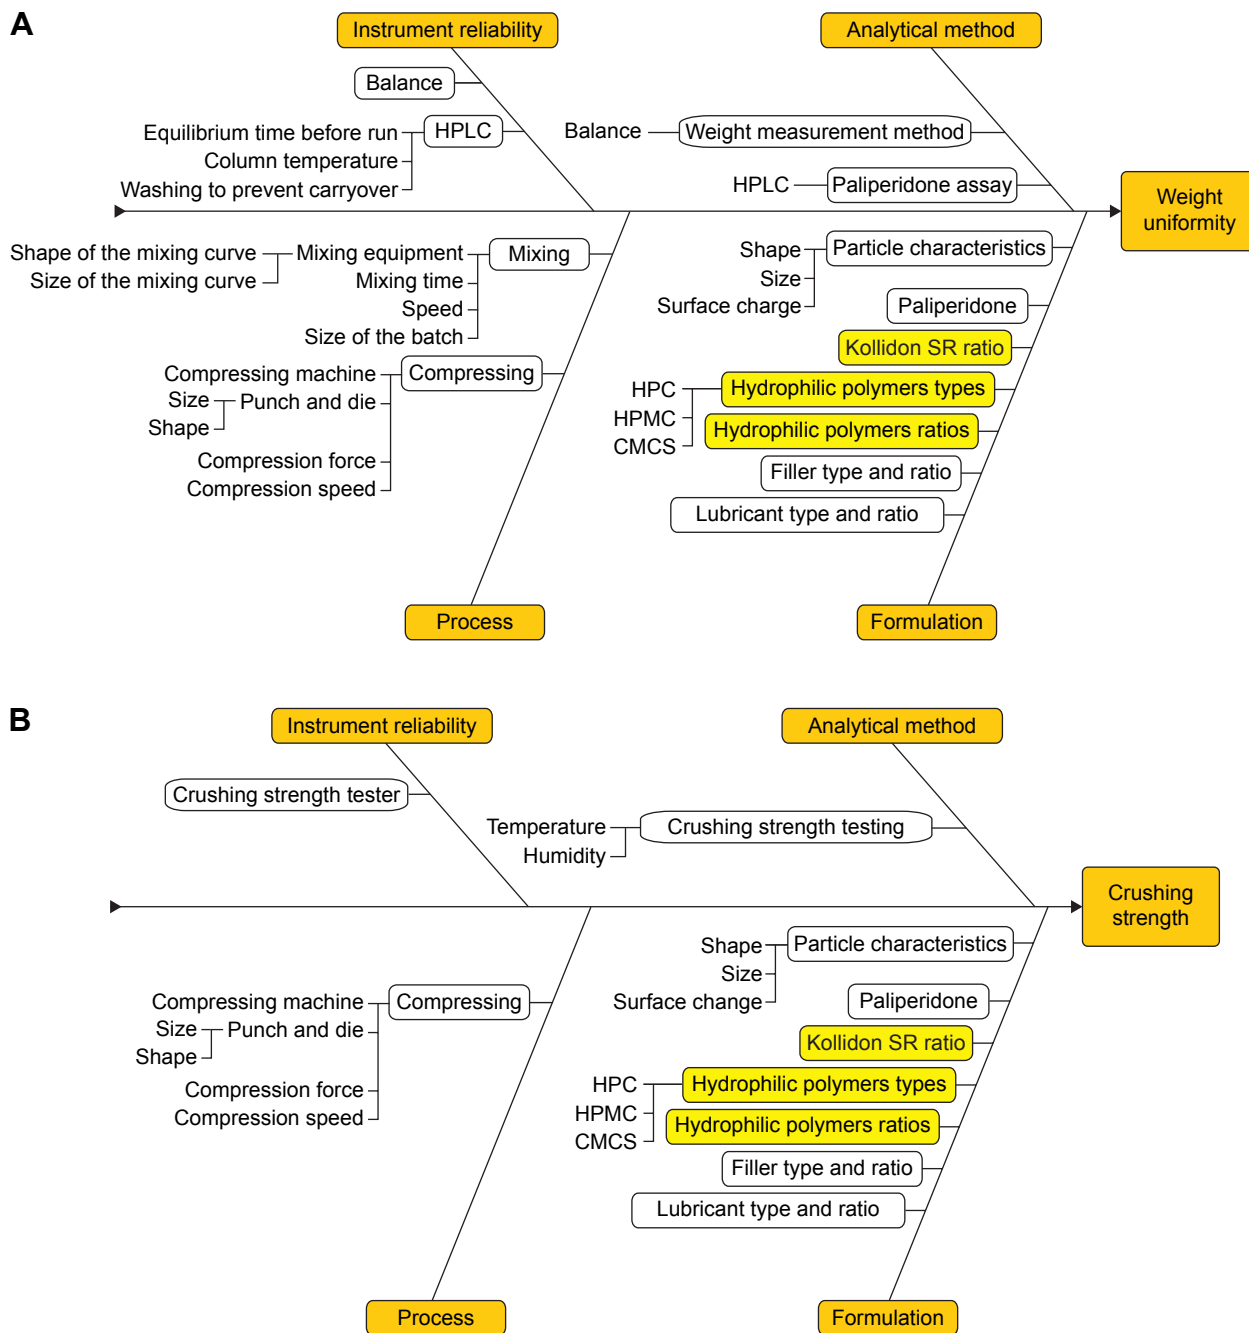 A
Instrument reliability
Analytical method
Balance
Equilibrium time before run
HPLC
Column temperature
Washing to prevent carryover
Balance
Weight measurement method
HPLC
Paliperidone assay
Weight
uniformity
Shape of the mixing curve
Mixing equipment
Mixing
Size of the mixing curve
Mixing time
Speed
Size of the batch
Compressing machine
Compressing
Size
Punch and die
Shape
Compression force
Compression speed
Shape
Particle characteristics
Size
Surface charge
Paliperidone
Kollidon SR ratio
HPC
Hydrophilic polymers types
HPMC
Hydrophilic polymers ratios
CMCS
Filler type and ratio
Lubricant type and ratio
Process
Formulation
B
Instrument reliability
Analytical method
Crushing strength tester
Temperature
Crushing strength testing
Humidity
Crushing
strength
Compressing machine
Compressing
Size
Punch and die
Shape
Compression force
Compression speed
Shape
Particle characteristics
Size
Surface change
Paliperidone
Kollidon SR ratio
HPC
Hydrophilic polymers types
HPMC
Hydrophilic polymers ratios
CMCS
Filler type and ratio
Lubricant type and ratio
Process
Formulation